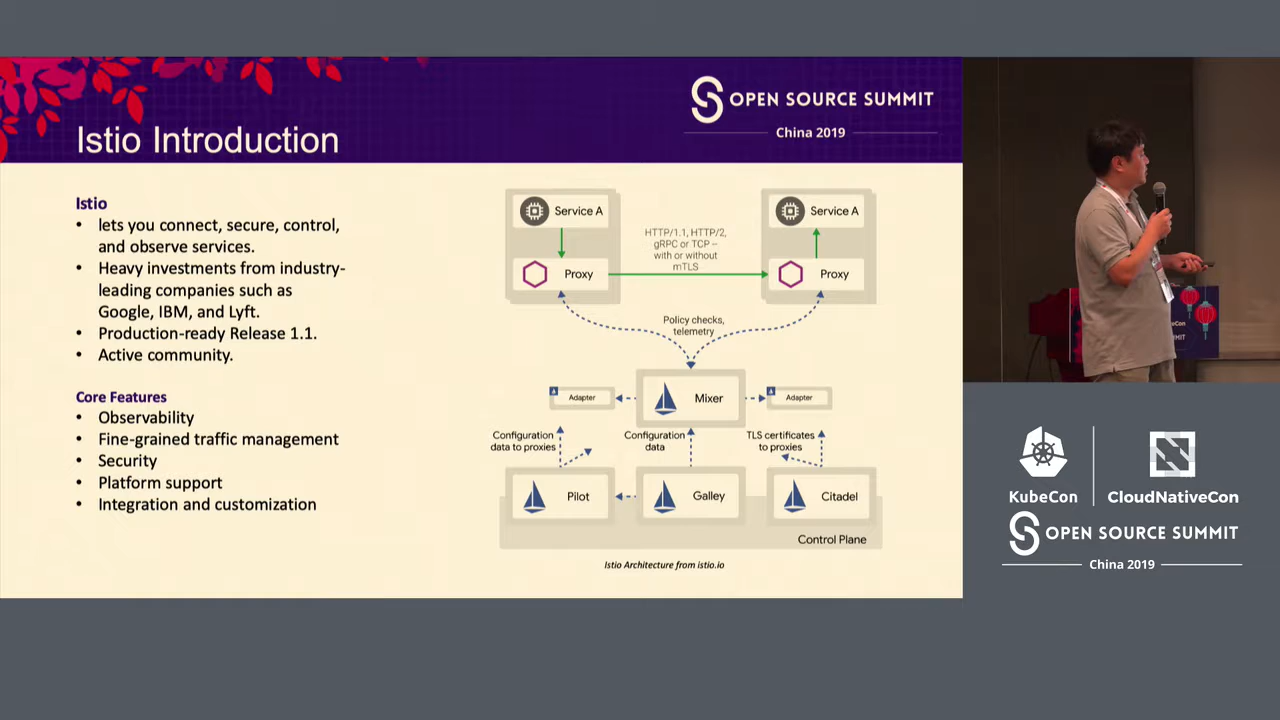 OPEN SOURCE SUMMIT
China 2019
Istio Introduction
Istio
• lets you connect, secure, control,
and observe services.
• Heavy investments from industry-
leading companies such as
Google, IBM, and Lyft.
• Production-ready Release 1.1.
• Active community.
Core Features
• Observability
• Fine-grained traffic management
• Security
• Platform support
• Integration and customization
Service A
Service A
HTTP/1.1, HTTP/2,
gRPC or TCP –
with or without
mTLS
Proxy
Proxy
Policy checks,
telemetry
Adapter
Mixer
Adapter
Configuration
data to proxies
Configuration
data
TLS certificates
to proxies
Pilot
Galley
Citadel
Control Plane
Istio Architecture from istio.io
KubeCon
CloudNativeCon
OPEN SOURCE SUMMIT
China 2019